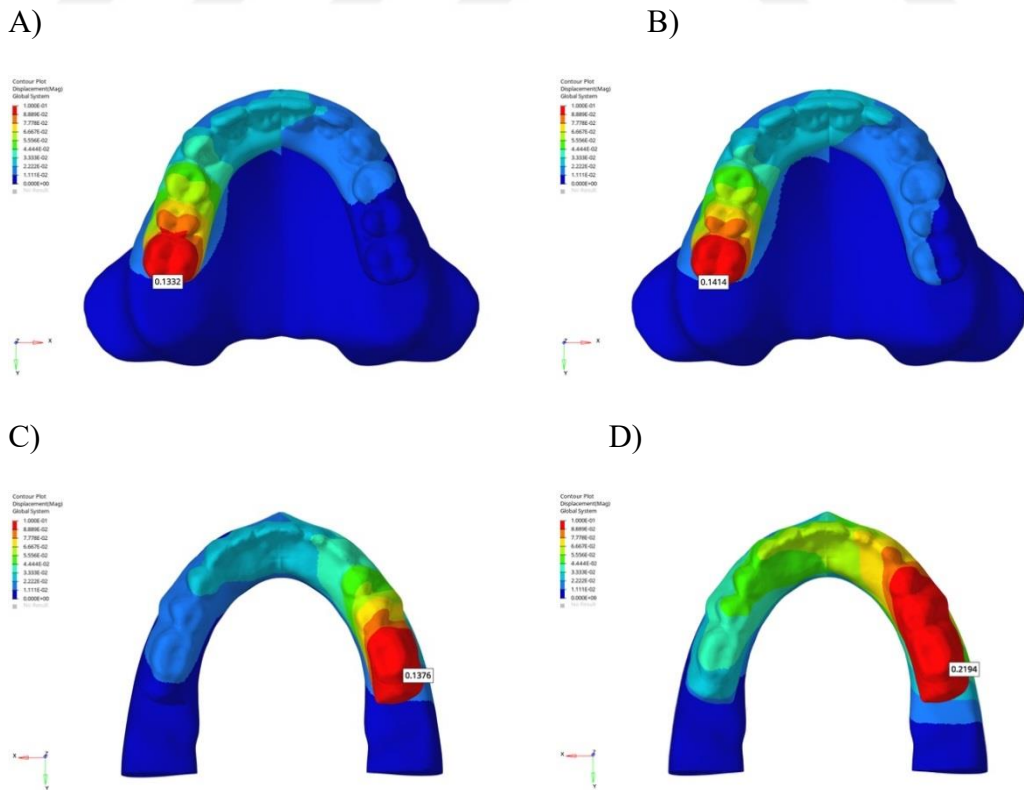 A)
B)
Contour Plot
Displacement(Mag)
Global System
1.000E-01
8.889E-02
7.778E-02
6.667E-02
5.556E-02
4.444E-02
3.333E-02
2.222E-02
1.111E-02
0.000E+00
No Result
0.1332
X
Z
Y
Contour Plot
Displacement(Mag)
Global System
1.000E-01
8.889E-02
7.778E-02
6.667E-02
5.556E-02
4.444E-02
3.333E-02
2.222E-02
1.111E-02
0.000E+00
No Result
0.1414
X
Z
Y
C)
D)
Contour Plot
Displacement(Mag)
Global System
1.000E-01
8.889E-02
7.778E-02
6.667E-02
5.556E-02
4.444E-02
3.333E-02
2.222E-02
1.111E-02
0.000E+00
No Result
0.1376
X
Z
Y
Contour Plot
Displacement(Mag)
Global System
1.000E-01
8.889E-02
7.778E-02
6.667E-02
5.556E-02
4.444E-02
3.333E-02
2.222E-02
1.111E-02
0.000E+00
No Result
0.2194
X
Z
Y